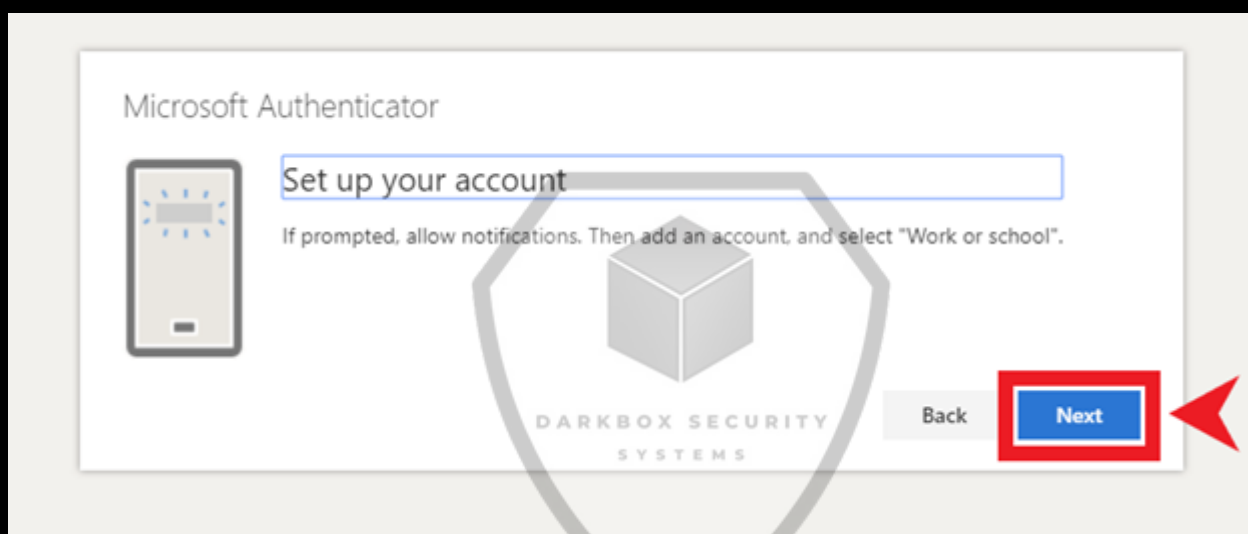 Microsoft Authenticator
Set up your account
If prompted, allow notifications. Then add an account, and select "Work or school".
DARKBOX SECURITY
SYSTEMS
Back
Next